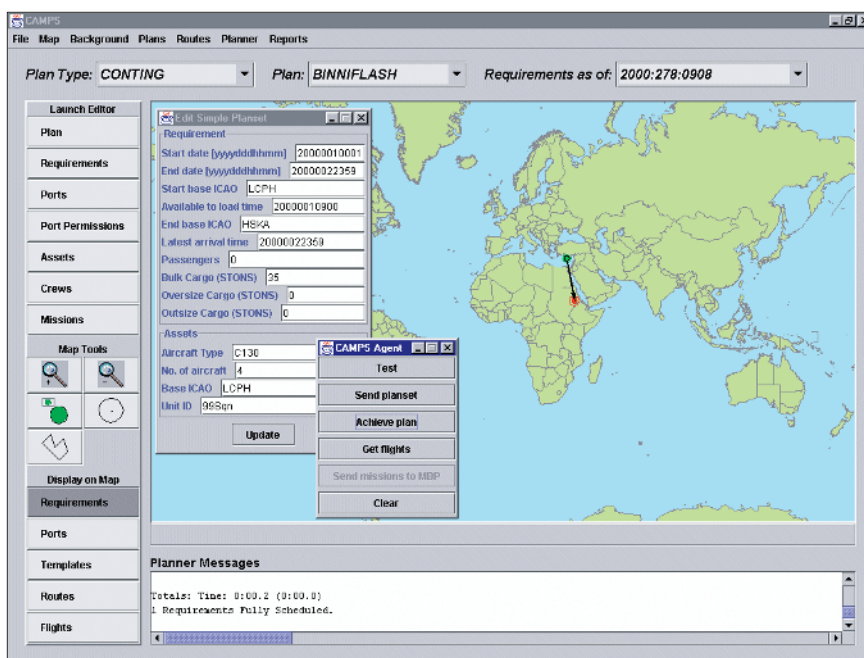 CAMPS
File Map Background Plans Routes Planner Reports
Plan Type: CONTING Plan: BINNIFLASH Requirements as of: 2000:278:0908
Launch Editor
Plan
Requirements
Ports
Port Permissions
Assets
Crews
Missions
Map Tools
Display on Map
Requirements
Ports
Templates
Routes
Flights
Edit Simple Planset
Requirement
Start date [yyyydddhhmm] 20000010001
End date [yyyydddhhmm] 20000022359
Start base ICAO LCPH
Available to load time 20000010900
End base ICAO HSKA
Latest arrival time 20000022359
Passengers 0
Bulk Cargo (STONS) 35
Oversize Cargo (STONS) 0
Outsize Cargo (STONS) 0
Assets
Aircraft Type C130
No. of aircraft 4
Base ICAO LCPH
Unit ID 99Sqn
Update
CAMPS Agent
Test
Send planset
Achieve plan
Get flights
Send missions to MBP
Clear
Planner Messages
Totals: Time: 0:00.2 (0:00.0)
1 Requirements Fully Scheduled.